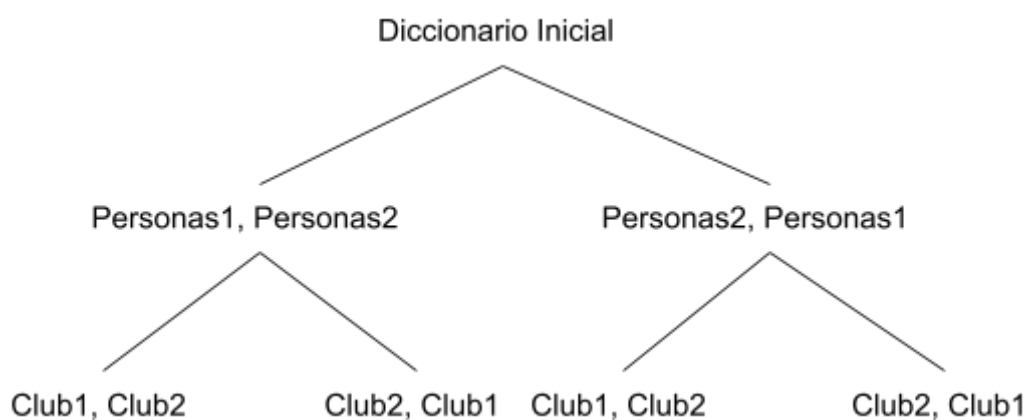 Diccionario Inicial
Personas1, Personas2
Personas2, Personas1
Club1, Club2
Club2, Club1
Club1, Club2
Club2, Club1